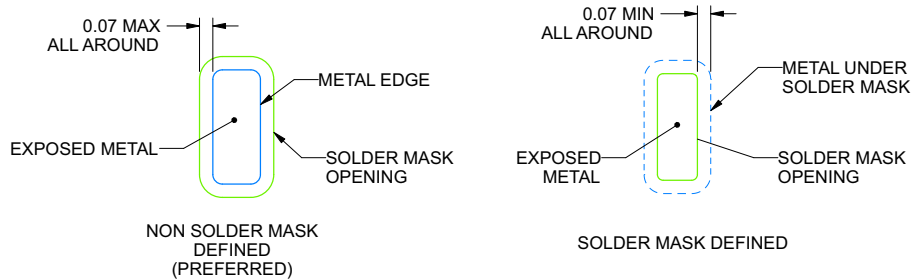 0.07 MAX
ALL AROUND
METAL EDGE
EXPOSED METAL
SOLDER MASK
OPENING
NON SOLDER MASK
DEFINED
(PREFERRED)
0.07 MIN
ALL AROUND
METAL UNDER
SOLDER MASK
EXPOSED
METAL
SOLDER MASK
OPENING
SOLDER MASK DEFINED